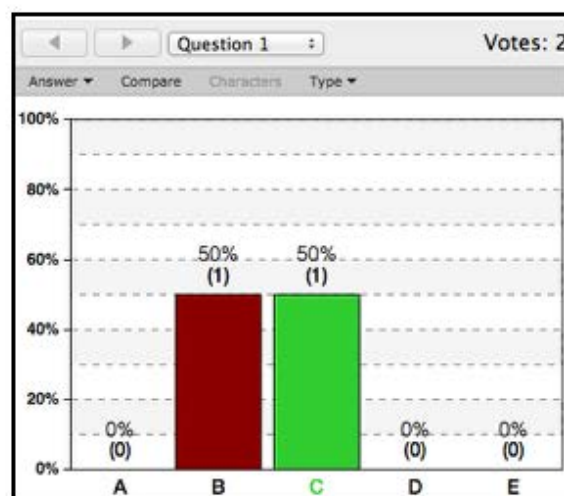 Question 1 Votes: 2
Answer Compare Characters Type
100%
80%
60%
50% 50%
(1) (1)
40%
20%
0% 0% 0%
(0) (0) (0)
0%
A B C D E